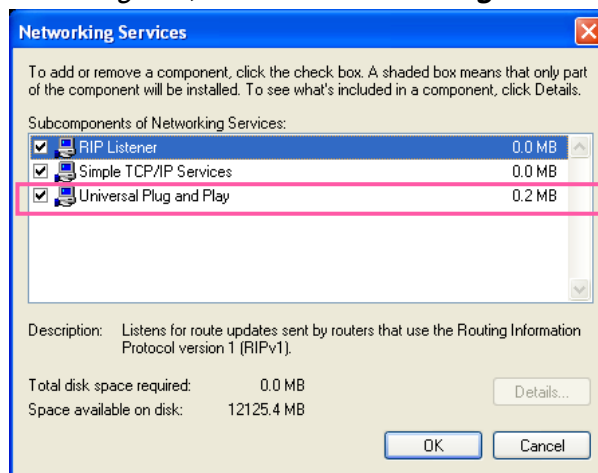 Networking Services
To add or remove a component, click the check box. A shaded box means that only part
of the component will be installed. To see what's included in a component, click Details.
Subcomponents of Networking Services:
RIP Listener 0.0 MB
Simple TCP/IP Services 0.0 MB
Universal Plug and Play 0.2 MB
Description: Listens for route updates sent by routers that use the Routing Information
Protocol version 1 (RIPv1).
Total disk space required: 0.0 MB
Details...
Space available on disk: 12125.4 MB
OK Cancel